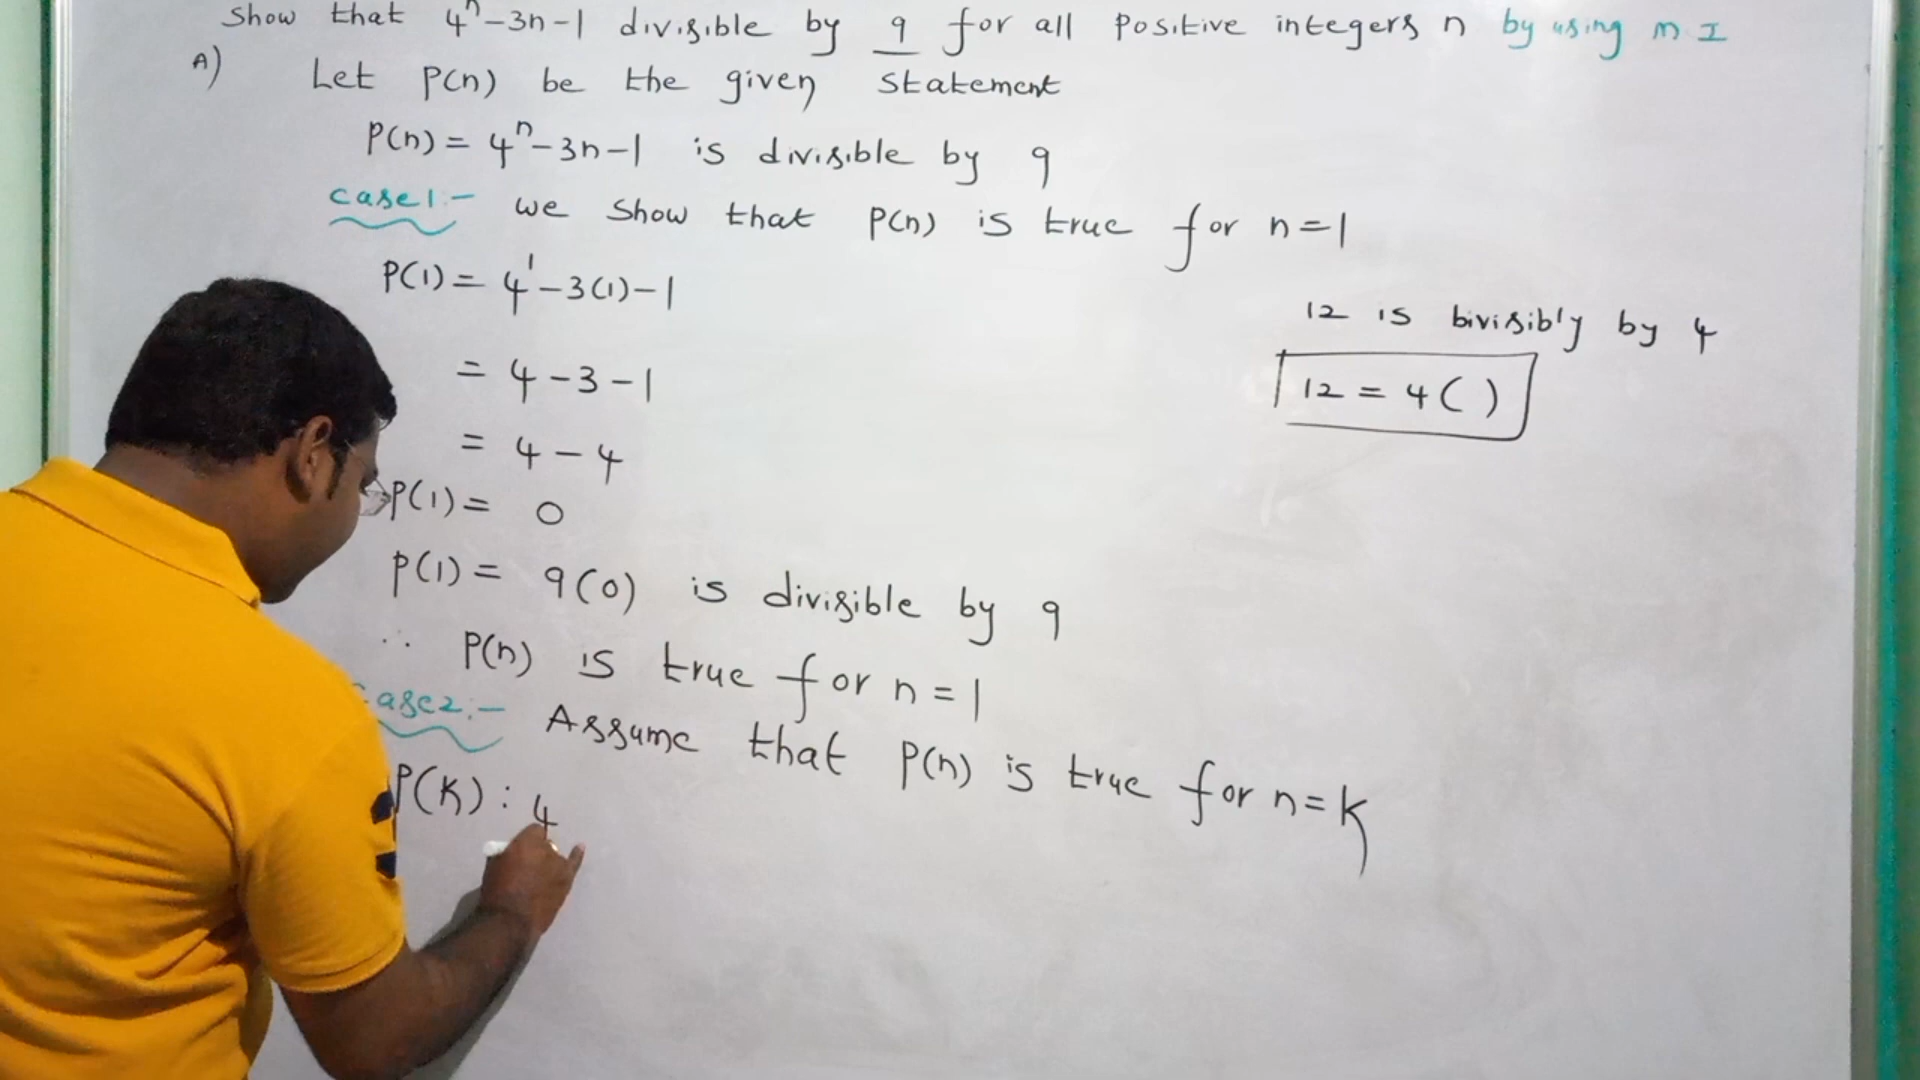 Show that 4ⁿ-3n-1 divisible by 9 for all positive integers n by using m I
A) Let P(n) be the given statement
P(n) = 4ⁿ-3n-1 is divisible by 9
case1:- we show that P(n) is true for n=1
P(1) = 4¹-3(1)-1
= 4-3-1
= 4-4
P(1) = 0
P(1) = 9(0) is divisible by 9
∴ P(n) is true for n=1
case2:- Assume that P(n) is true for n=K
P(K): 4
12 is bivisibly by 4
12 = 4( )